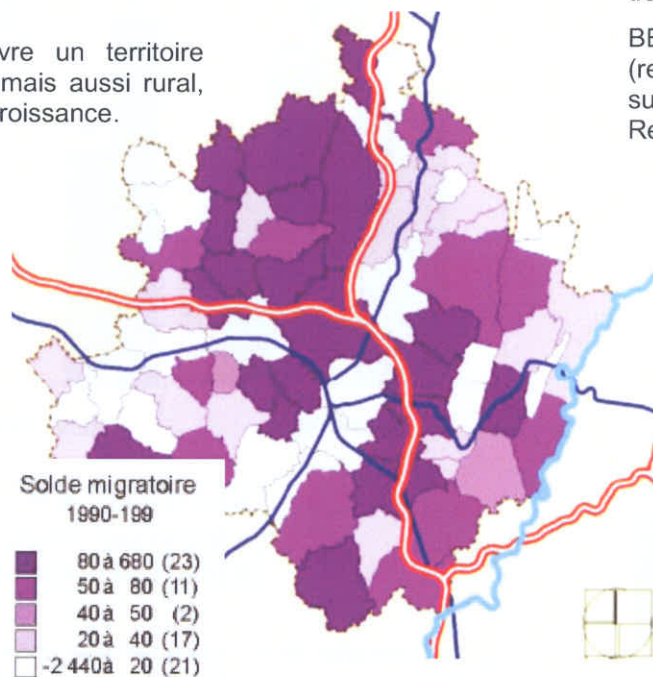 vre un territoire
mais aussi rural,
roissance.
BE
(re
su
Re
Solde migratoire
1990-199
80 à 680 (23)
50 à 80 (11)
40 à 50 (2)
20 à 40 (17)
-2 440 à 20 (21)